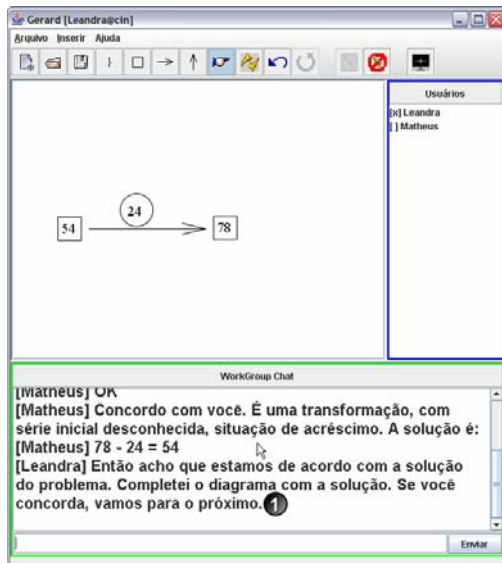 Gerard [Leandra@cin]
Arquivo Inserir Ajuda
Usuários
[x] Leandra
[ ] Matheus
24
54
78
WorkGroup Chat
[Matheus] OK
[Matheus] Concordo com você. É uma transformação, com
série inicial desconhecida, situação de acréscimo. A solução é:
[Matheus] 78 - 24 = 54
[Leandra] Então acho que estamos de acordo com a solução
do problema. Completei o diagrama com a solução. Se você
concorda, vamos para o próximo. 1
Enviar